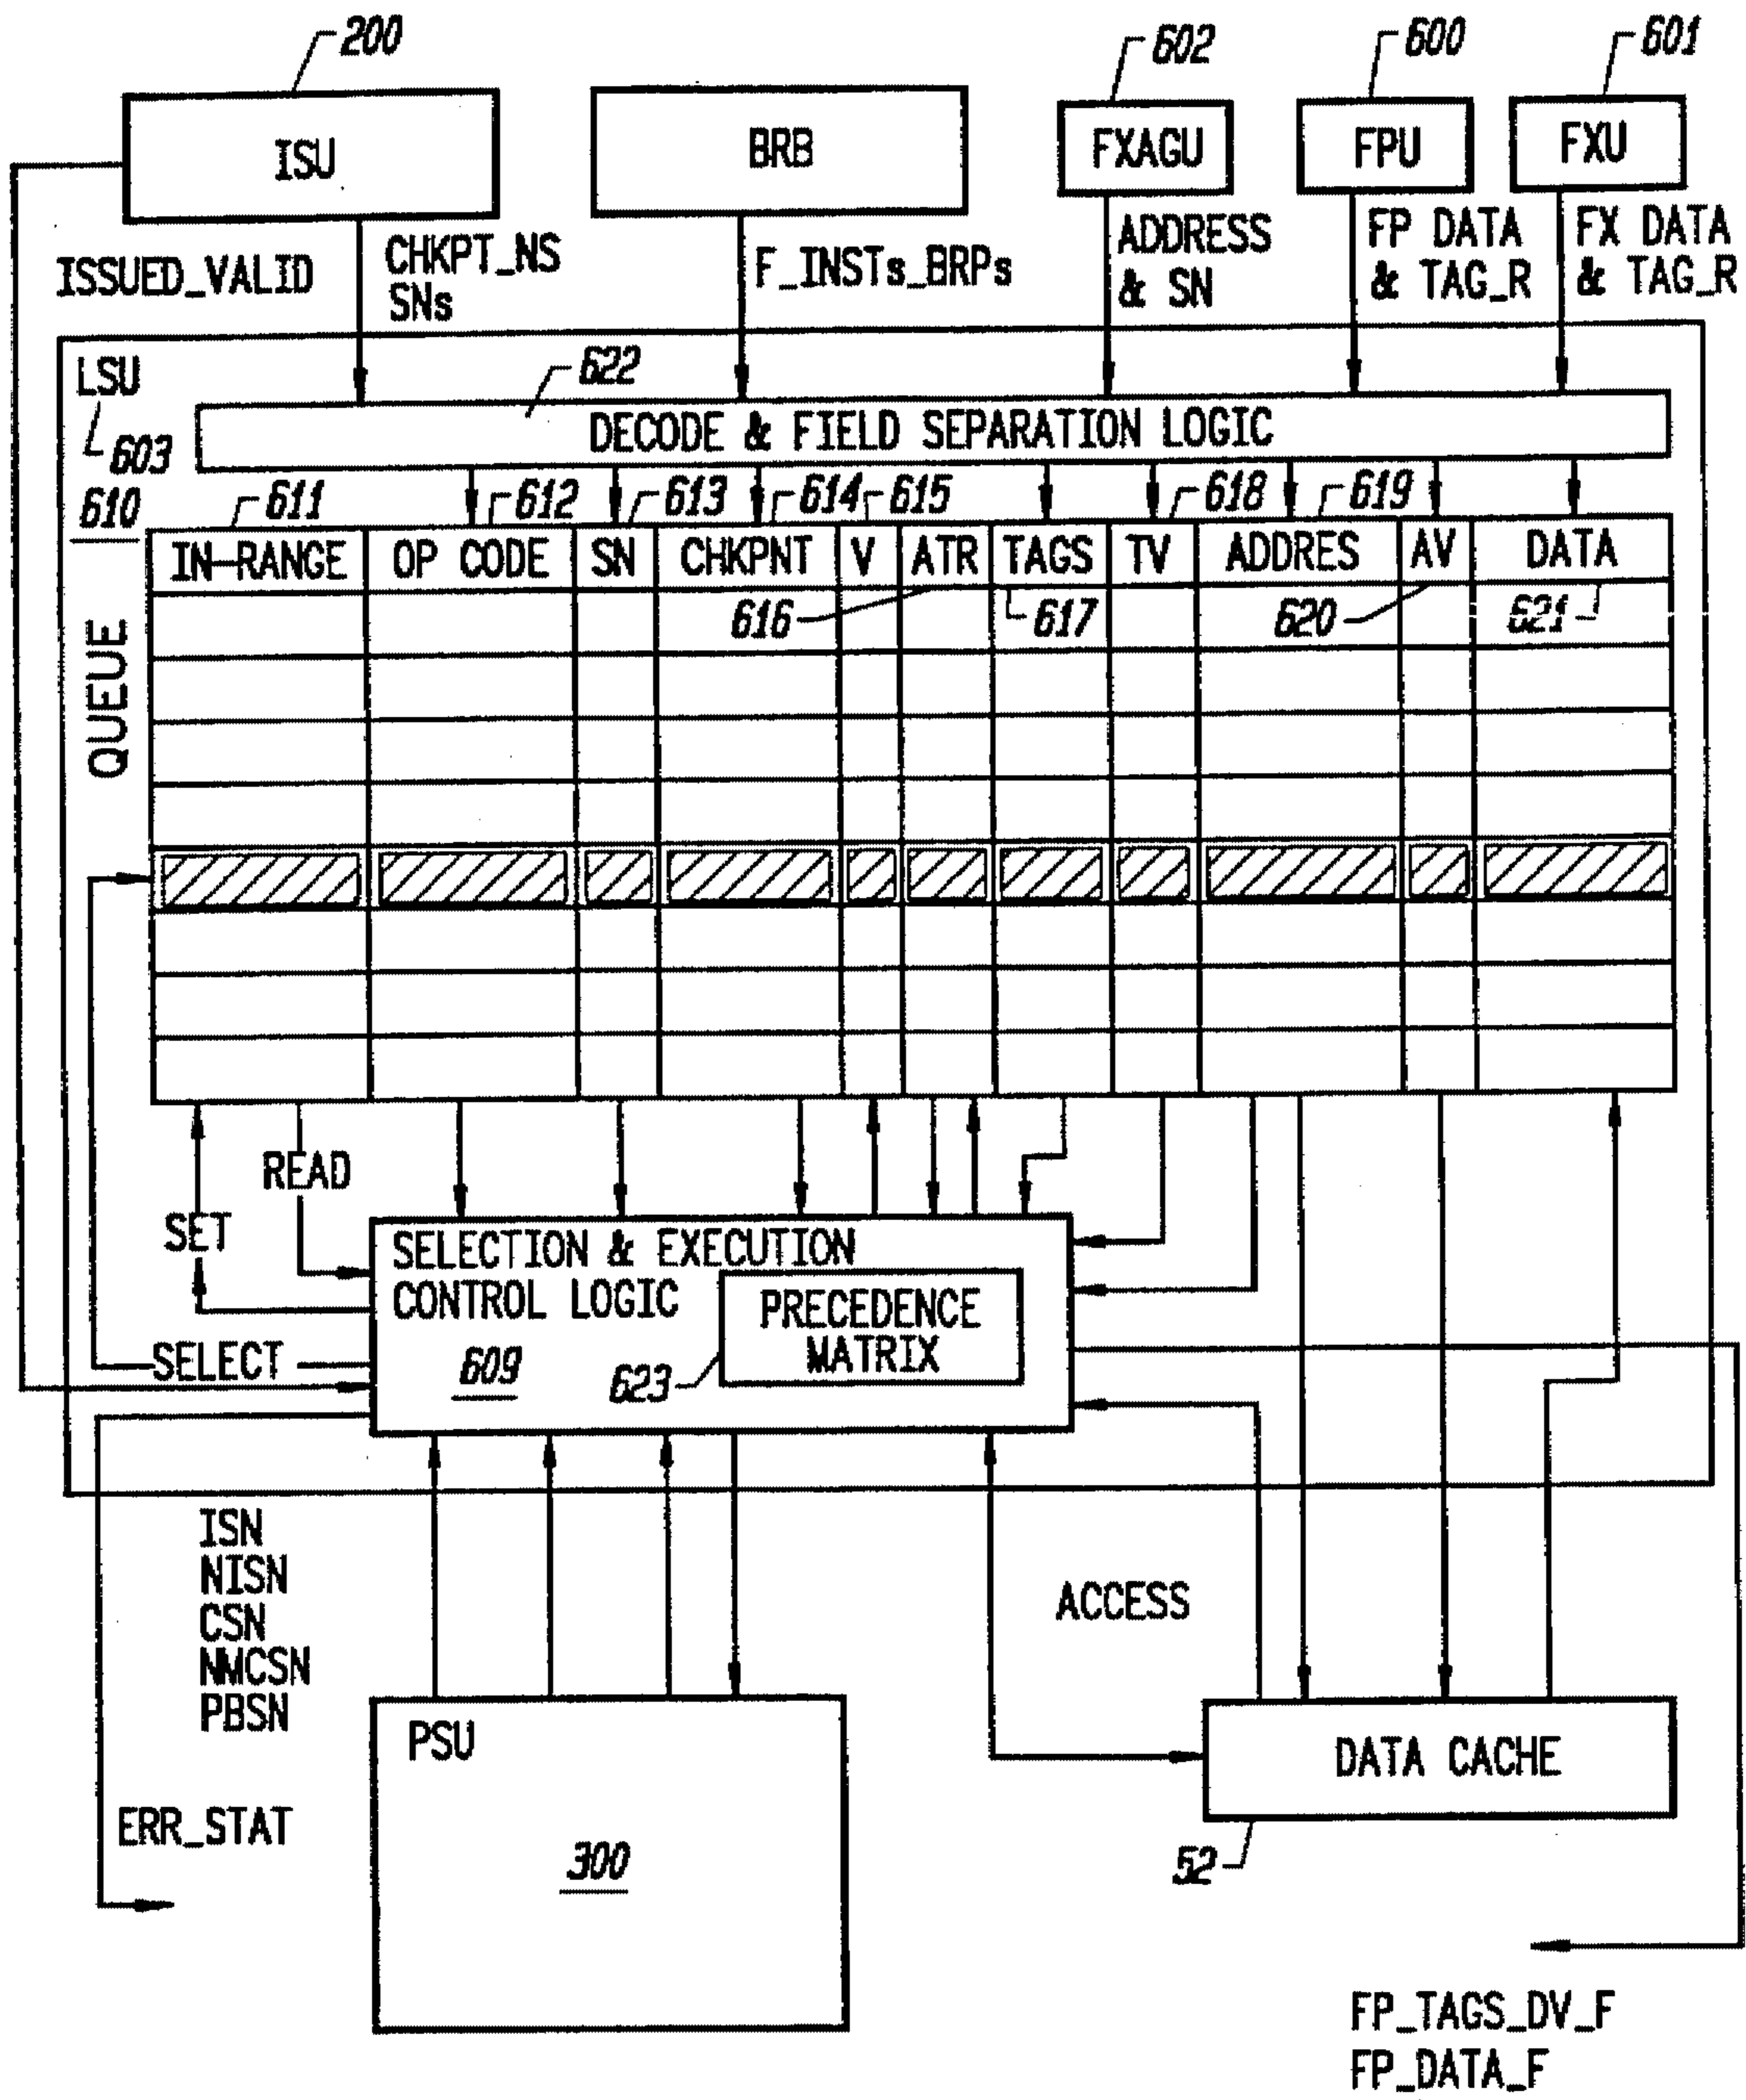 200
602
600
601
ISU
BRB
FXAGU
FPU
FXU
ISSUED_VALID
CHKPT_NS
SNs
F_INSTs_BRPs
ADDRESS
& SN
FP DATA
& TAG_R
FX DATA
& TAG_R
LSU
603
622
DECODE & FIELD SEPARATION LOGIC
610
611
612
613
614
615
618
619
IN-RANGE
OP CODE
SN
CHKPNT
V
ATR
TAGS
TV
ADDRES
AV
DATA
616
617
620
621
QUEUE
READ
SET
SELECT
SELECTION & EXECUTION
CONTROL LOGIC
609
PRECEDENCE
MATRIX
623
ISN
NISN
CSN
NMCSN
PBSN
ACCESS
PSU
300
DATA CACHE
52
ERR_STAT
FP_TAGS_DV_F
FP_DATA_F